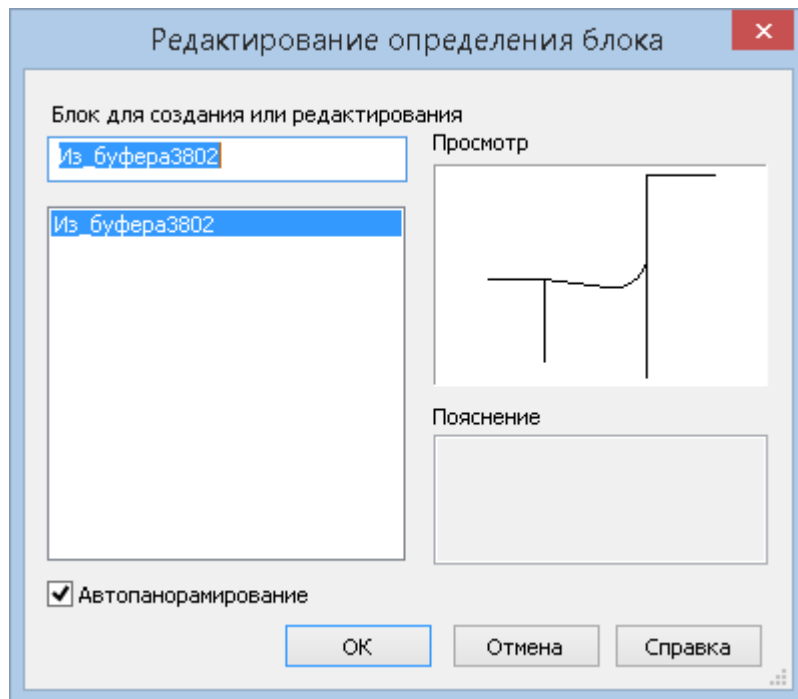 Редактирование определения блока
Блок для создания или редактирования
Из_буфера3802
Из_буфера3802
Просмотр
Пояснение
Автопанорамирование
ОК
Отмена
Справка